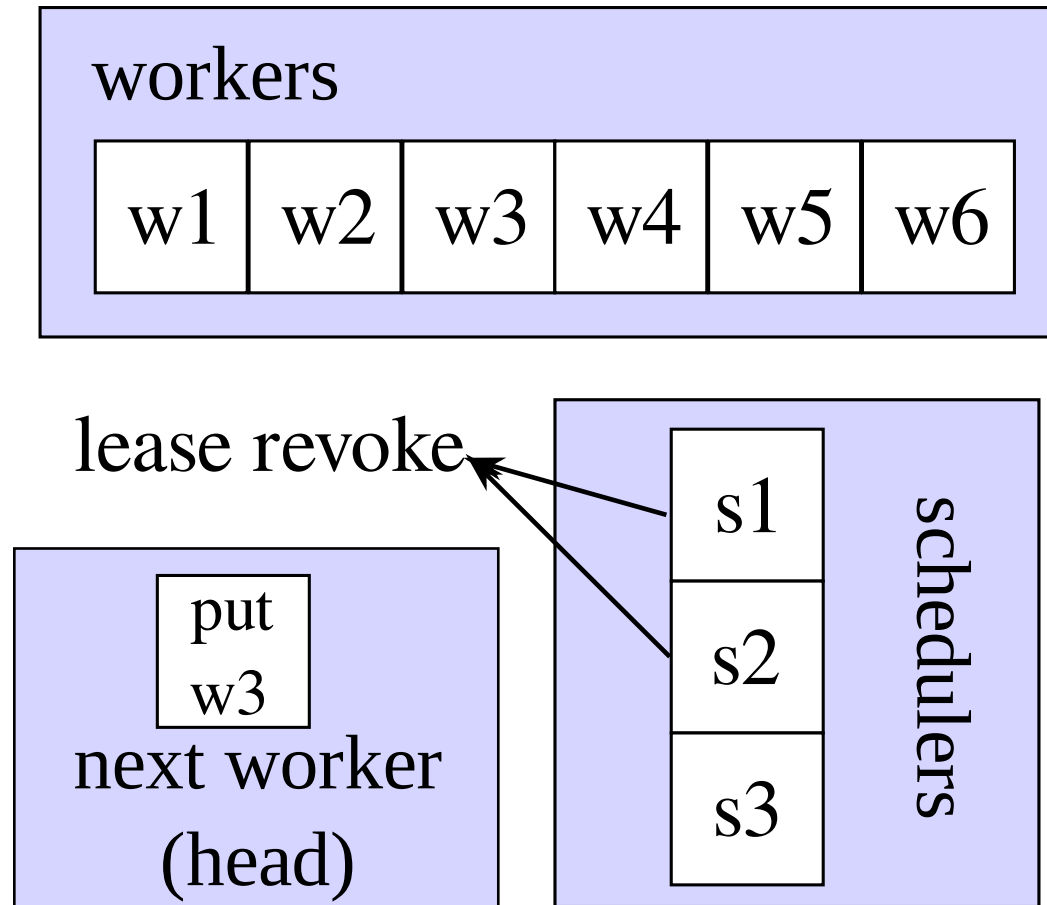 workers
w1 w2 w3 w4 w5 w6
lease revoke
put
w3
next worker
(head)
s1
s2
s3
schedulers